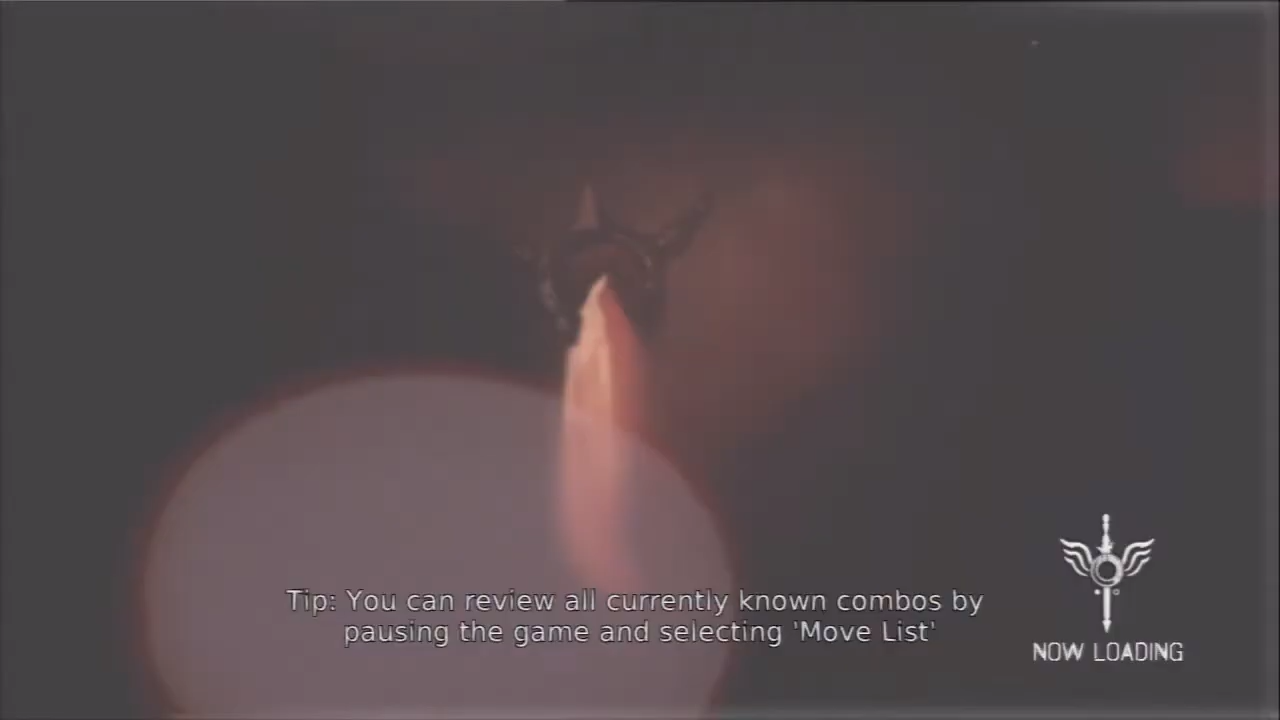 Tip: You can review all currently known combos by
pausing the game and selecting 'Move List'
NOW LOADING